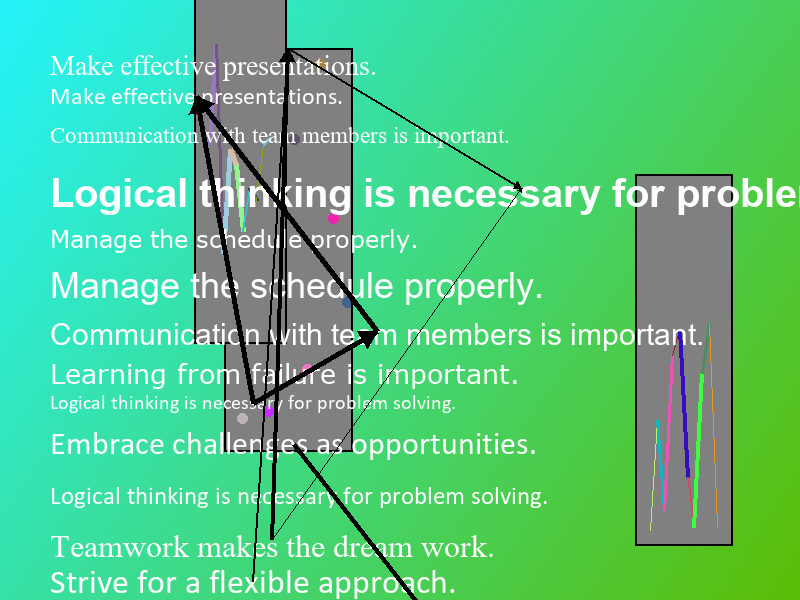 Make effective presentations.
Make effective presentations.
Communication with team members is important.
Logical thinking is necessary for proble
Manage the schedule properly.
Manage the schedule properly.
Communication with team members is important.
Learning from failure is important.
Logical thinking is necessary for problem solving.
Embrace challenges as opportunities.
Logical thinking is necessary for problem solving.
Teamwork makes the dream work.
Strive for a flexible approach.